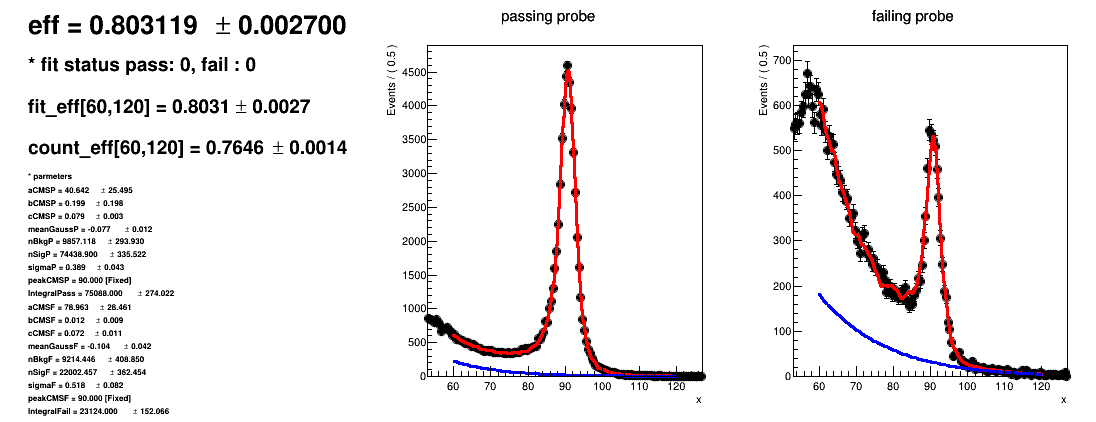 eff = 0.803119 ± 0.002700
* fit status pass: 0, fail : 0
fit_eff[60,120] = 0.8031 ± 0.0027
count_eff[60,120] = 0.7646 ± 0.0014
* parmeters
aCMSP = 40.642 ± 25.495
bCMSP = 0.199 ± 0.198
cCMSP = 0.079 ± 0.003
meanGaussP = -0.077 ± 0.012
nBkgP = 9857.118 ± 293.930
nSigP = 74438.900 ± 335.522
sigmaP = 0.389 ± 0.043
peakCMSP = 90.000 [Fixed]
IntegralPass = 75088.000 ± 274.022
aCMSF = 78.963 ± 28.461
bCMSF = 0.012 ± 0.009
cCMSF = 0.072 ± 0.011
meanGaussF = -0.104 ± 0.042
nBkgF = 9214.446 ± 408.850
nSigF = 22002.457 ± 362.454
sigmaF = 0.518 ± 0.082
peakCMSF = 90.000 [Fixed]
IntegralFail = 23124.000 ± 152.066
passing probe
Events / ( 0.5 )
4500
4000
3500
3000
2500
2000
1500
1000
500
0
60 70 80 90 100 110 120
x
failing probe
Events / ( 0.5 )
700
600
500
400
300
200
100
0
60 70 80 90 100 110 120
x